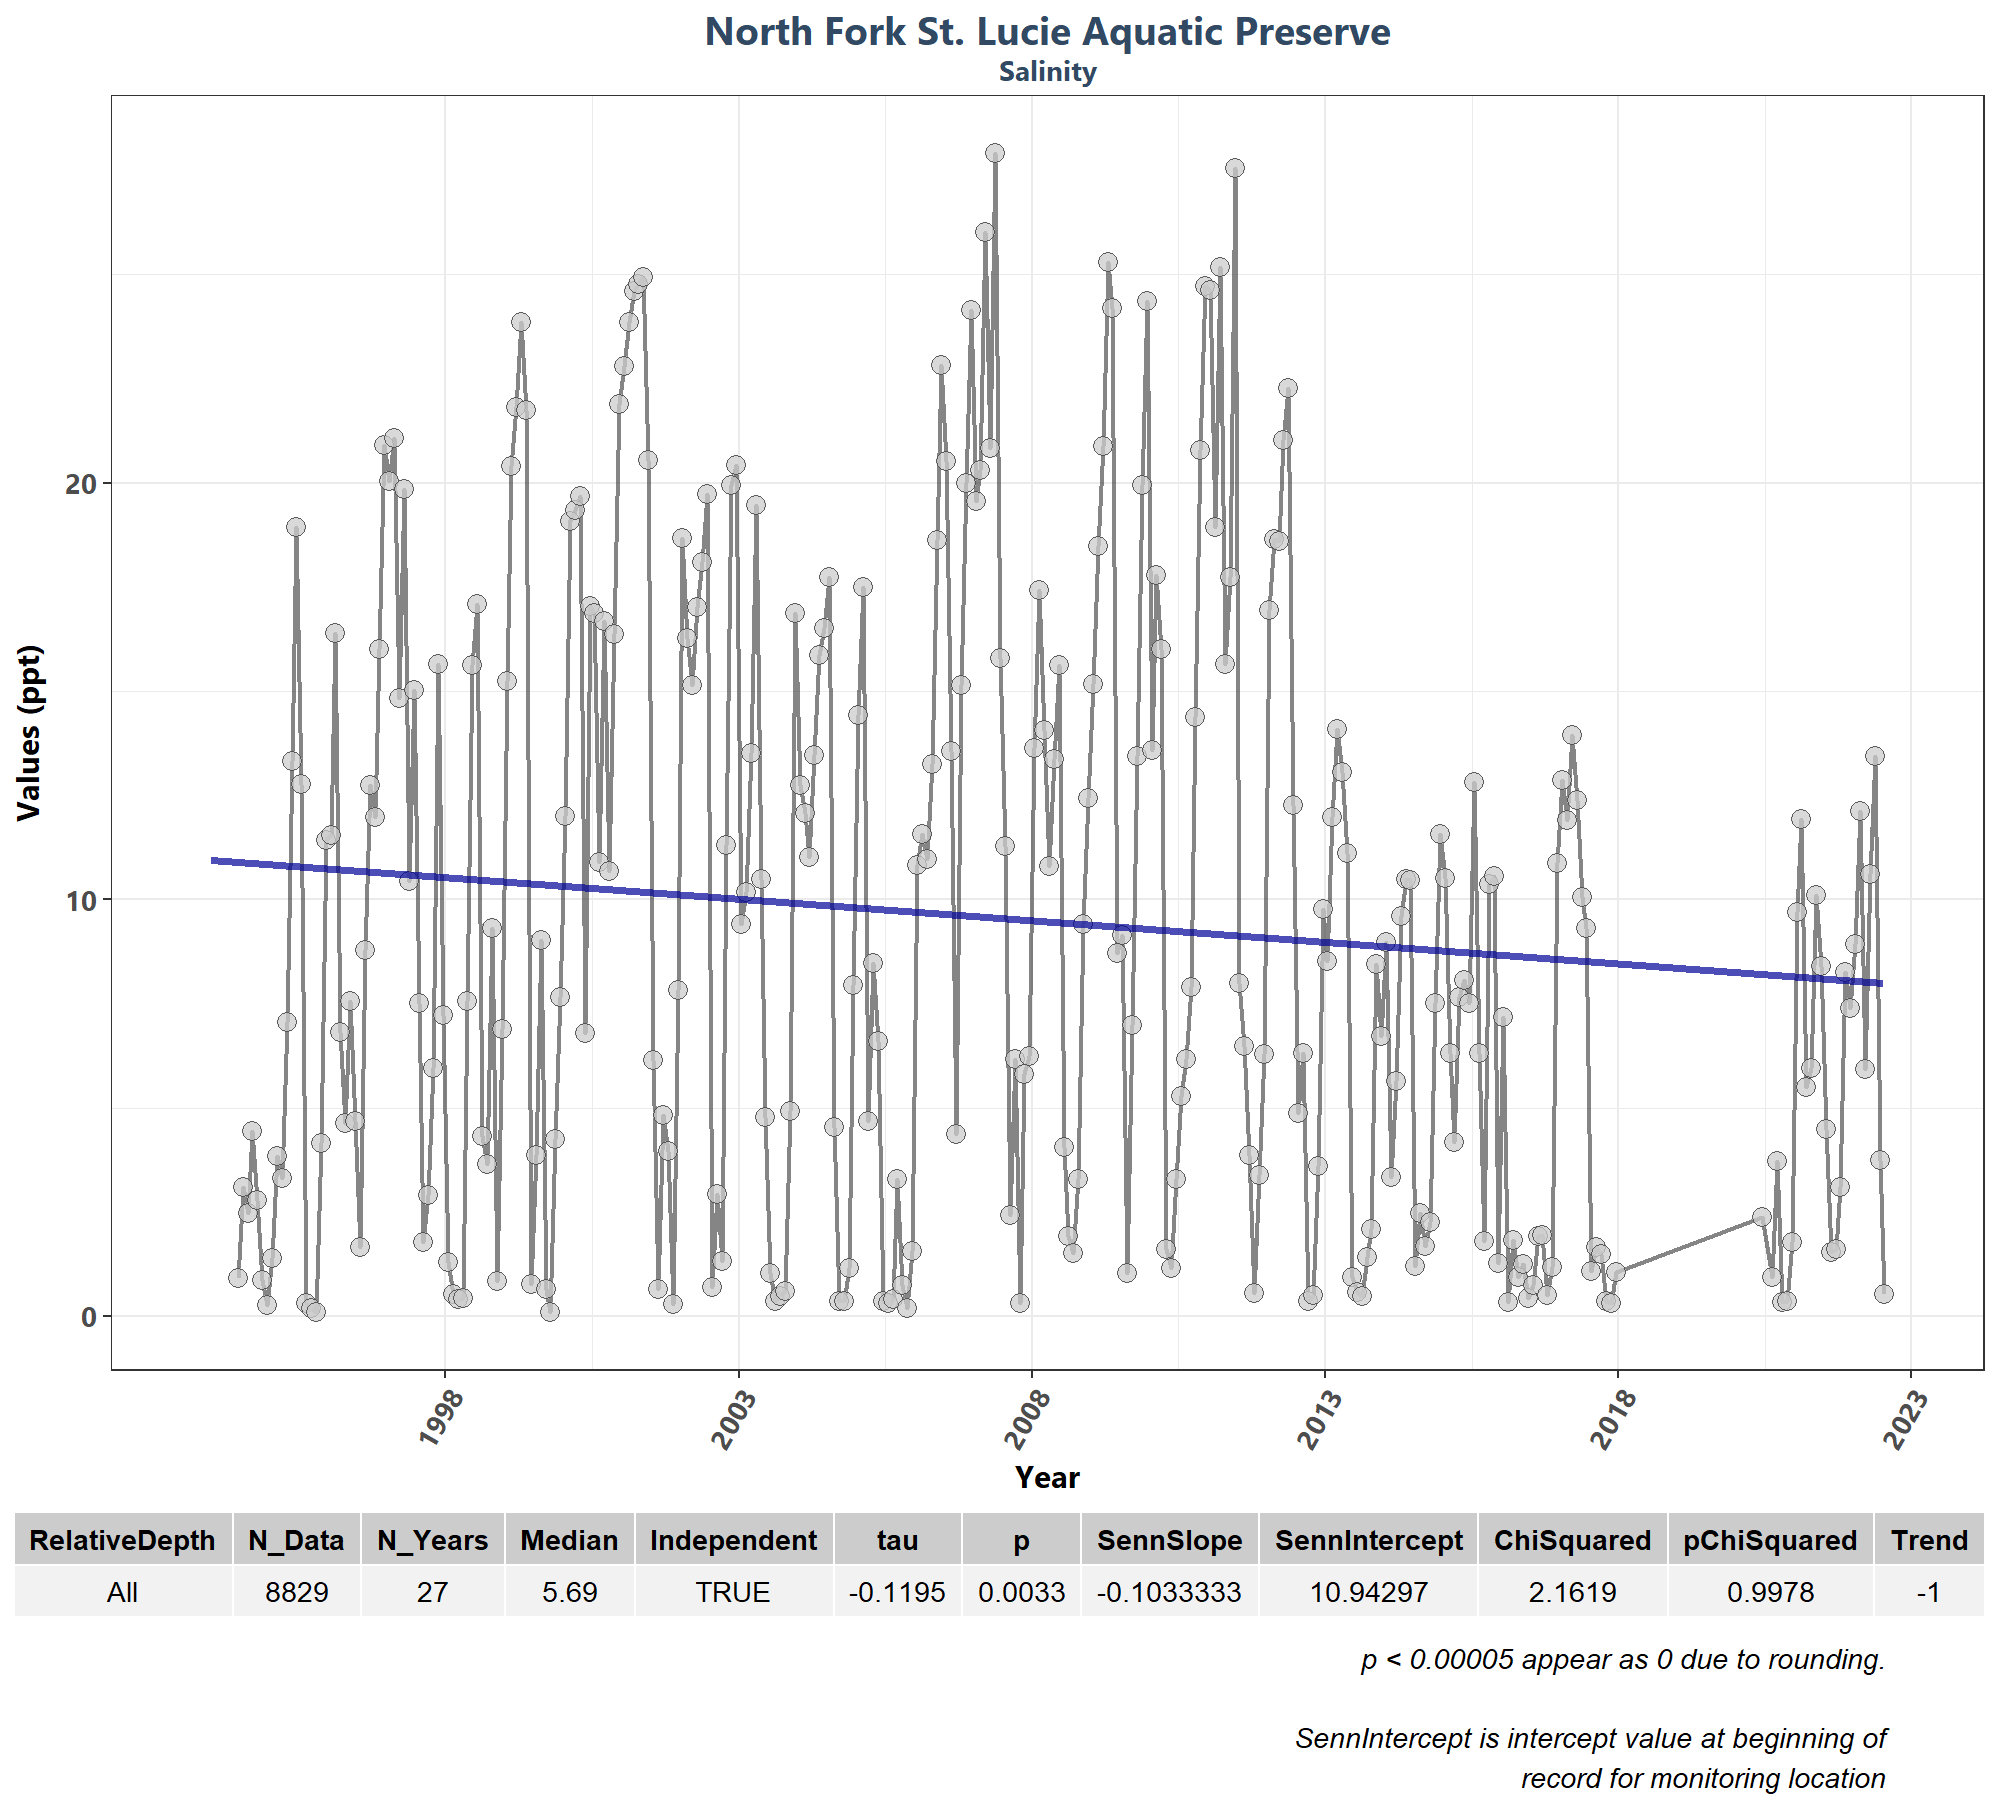 North Fork St. Lucie Aquatic Preserve
Salinity
Values (ppt)
20
10
0
1998
2003
2008
2013
2018
2023
Year
RelativeDepth N_Data N_Years Median Independent tau p SennSlope SennIntercept ChiSquared pChiSquared Trend
All 8829 27 5.69 TRUE -0.1195 0.0033 -0.1033333 10.94297 2.1619 0.9978 -1
p < 0.00005 appear as 0 due to rounding.
SennIntercept is intercept value at beginning of
record for monitoring location